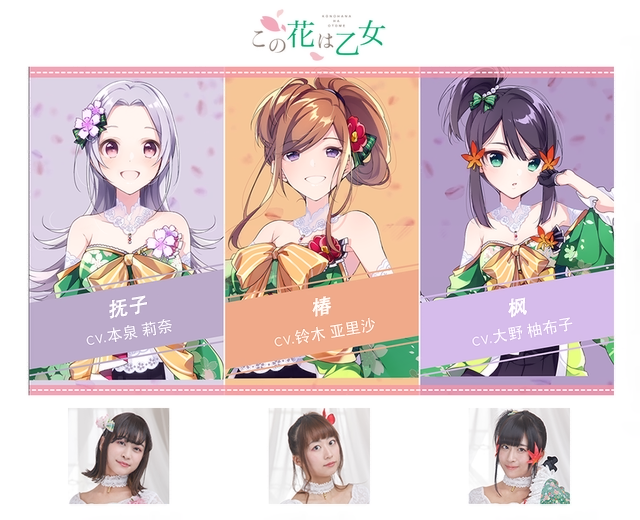 KONOHANA
HA
OTOME
この花は乙女
抚子
CV.本泉 莉奈
椿
CV.铃木 亚里沙
枫
CV.大野 柚布子